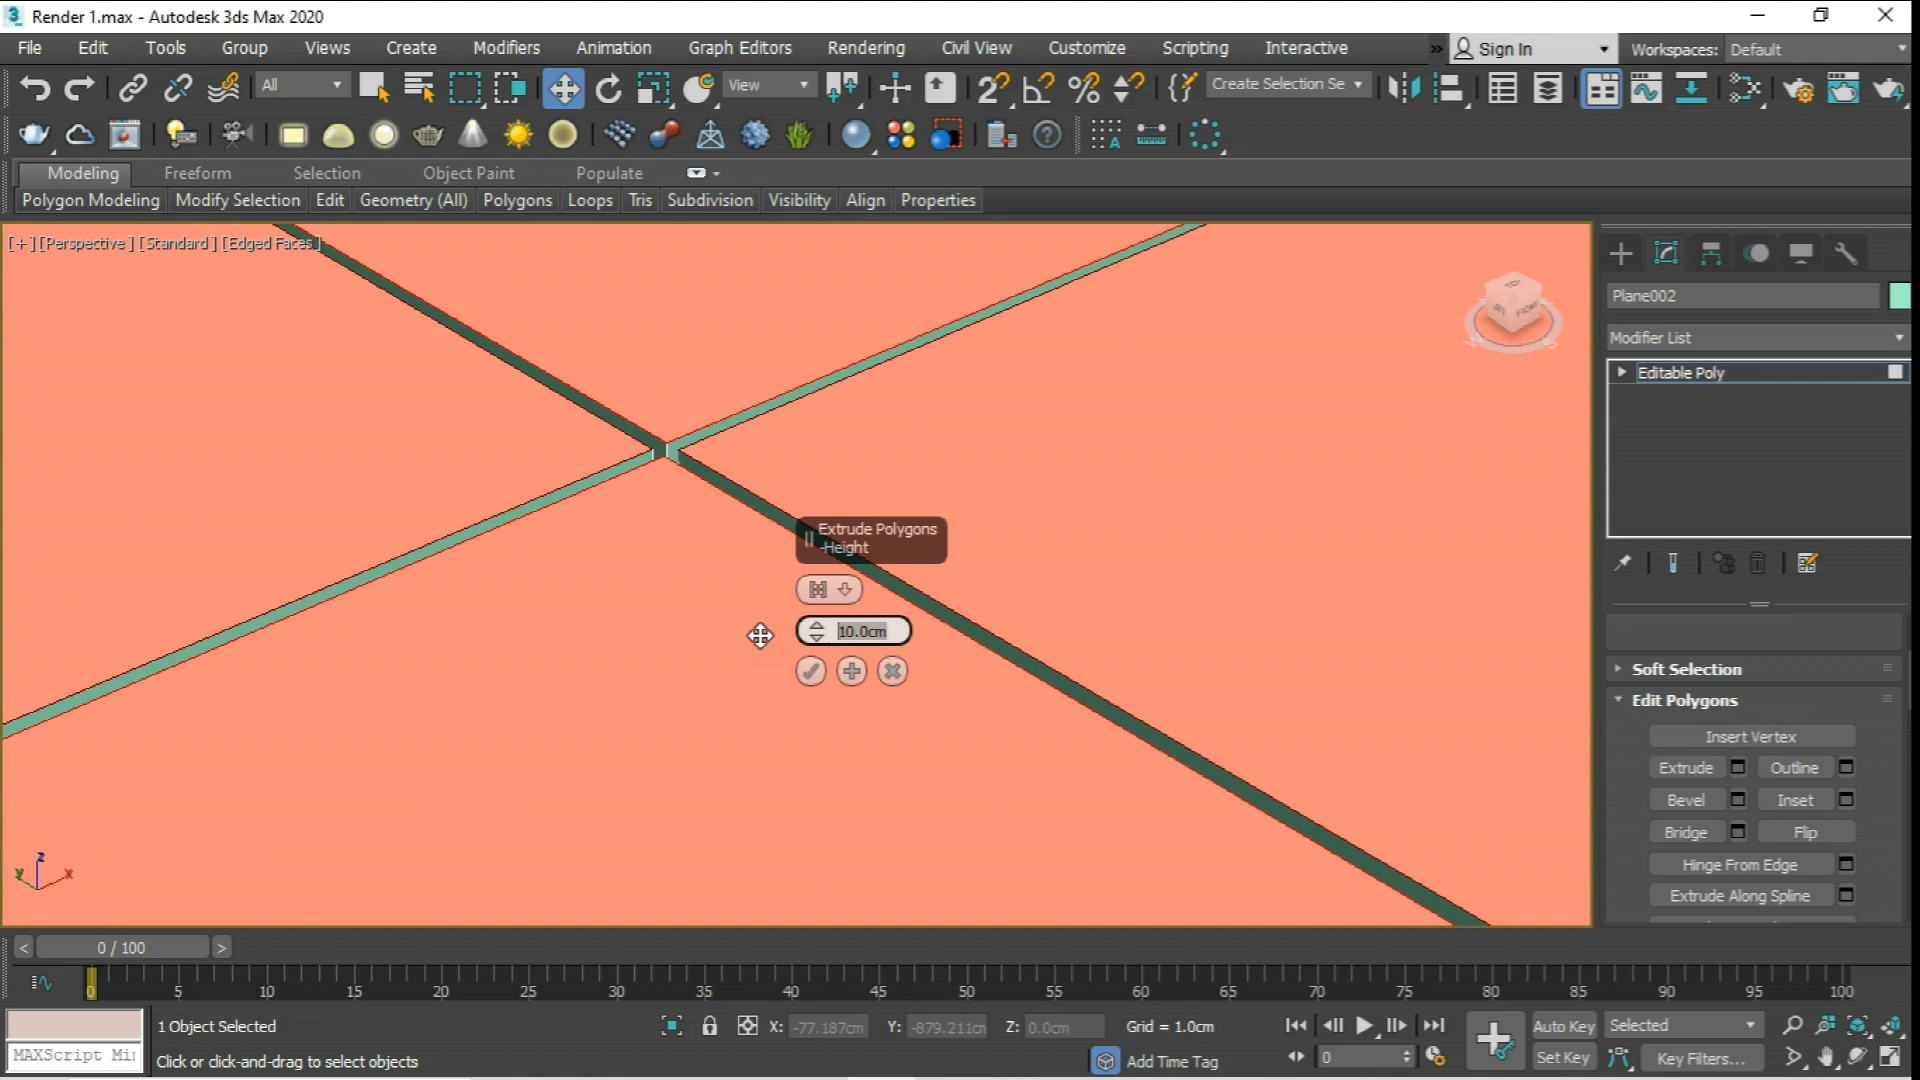 Render 1.max - Autodesk 3ds Max 2020
File Edit Tools Group Views Create Modifiers Animation Graph Editors Rendering Civil View Customize Scripting Interactive
Sign In Workspaces: Default
All View Create Selection Se
Modeling Freeform Selection Object Paint Populate
Polygon Modeling Modify Selection Edit Geometry (All) Polygons Loops Tris Subdivision Visibility Align Properties
[+] [Perspective] [Standard] [Edged Faces]
Plane002
Modifier List
Editable Poly
Extrude Polygons
-Height
10.0cm
Soft Selection
Edit Polygons
Insert Vertex
Extrude Outline
Bevel Inset
Bridge Flip
Hinge From Edge
Extrude Along Spline
z
y x
< 0 / 100 >
0 5 10 15 20 25 30 35 40 45 50 55 60 65 70 75 80 85 90 95 100
1 Object Selected X: -77.187cm Y: -879.211cm Z: 0.0cm Grid = 1.0cm Auto Key Selected
MAXScript Mi Click or click-and-drag to select objects Add Time Tag 0 Set Key Key Filters...